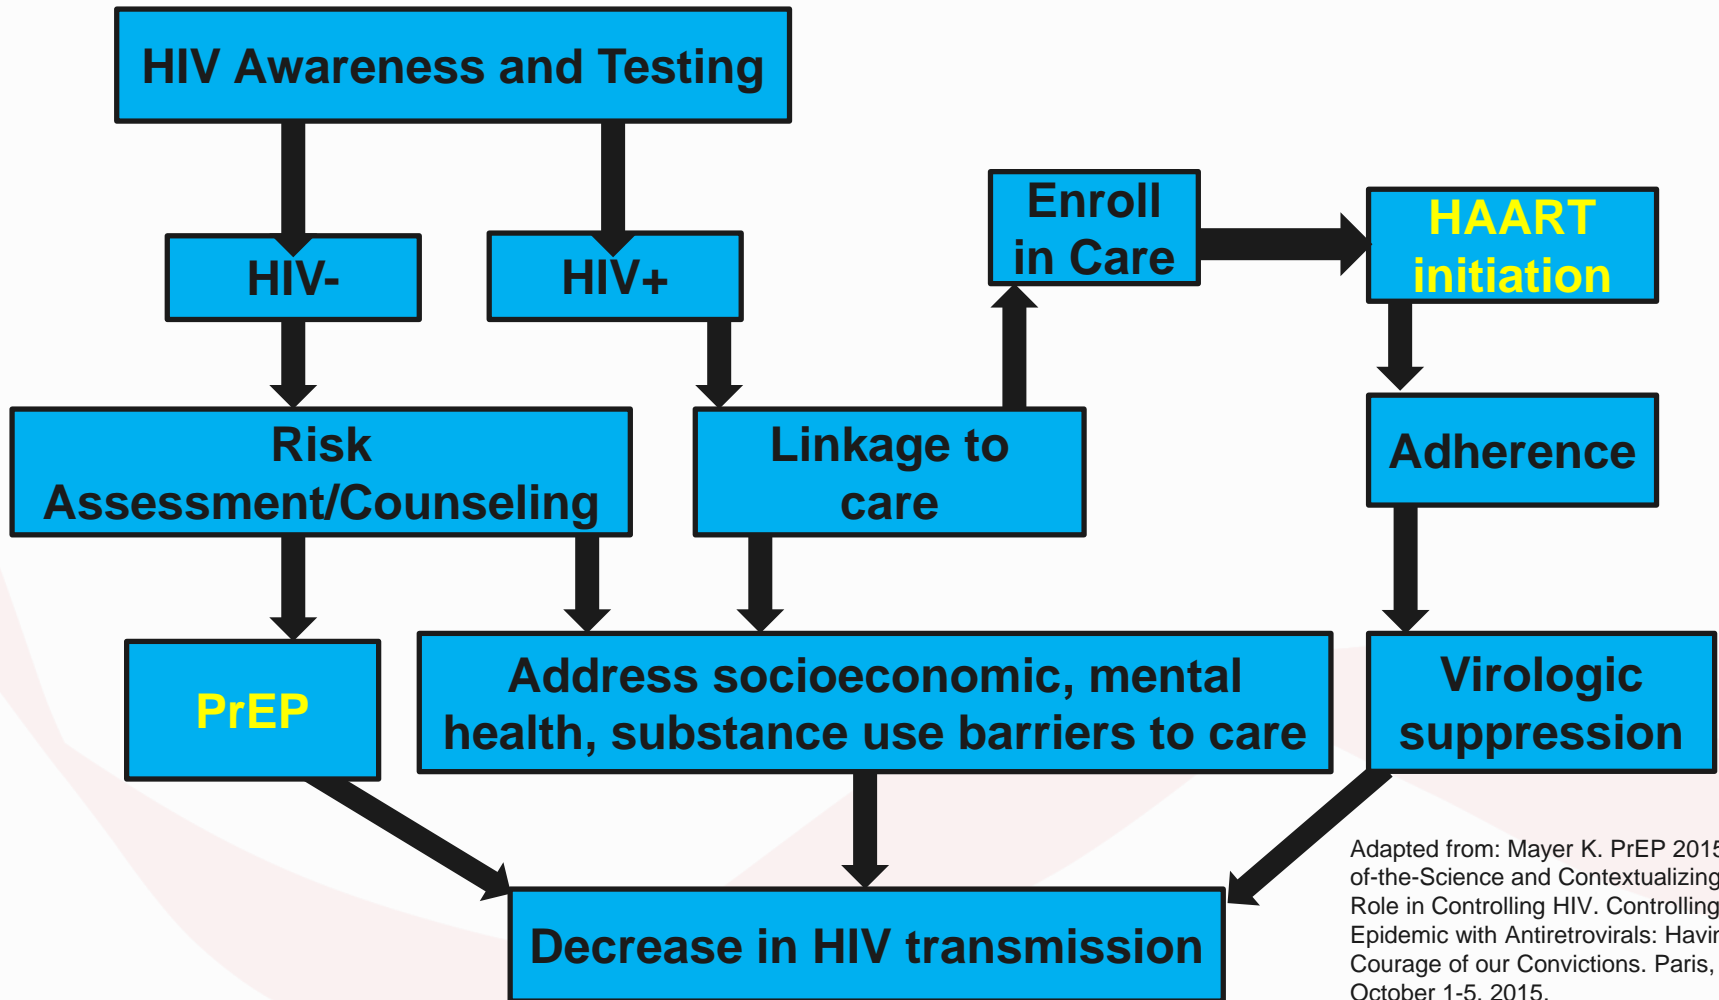 HIV Awareness and Testing
Enroll
in Care
HAART
initiation
HIV-
HIV+
Risk
Assessment/Counseling
Linkage to
care
Adherence
PrEP
Address socioeconomic, mental
health, substance use barriers to care
Virologic
suppression
Decrease in HIV transmission
Adapted from: Mayer K. PrEP 2015
of-the-Science and Contextualizing
Role in Controlling HIV. Controlling
Epidemic with Antiretrovirals: Havin
Courage of our Convictions. Paris,
October 1-5, 2015.